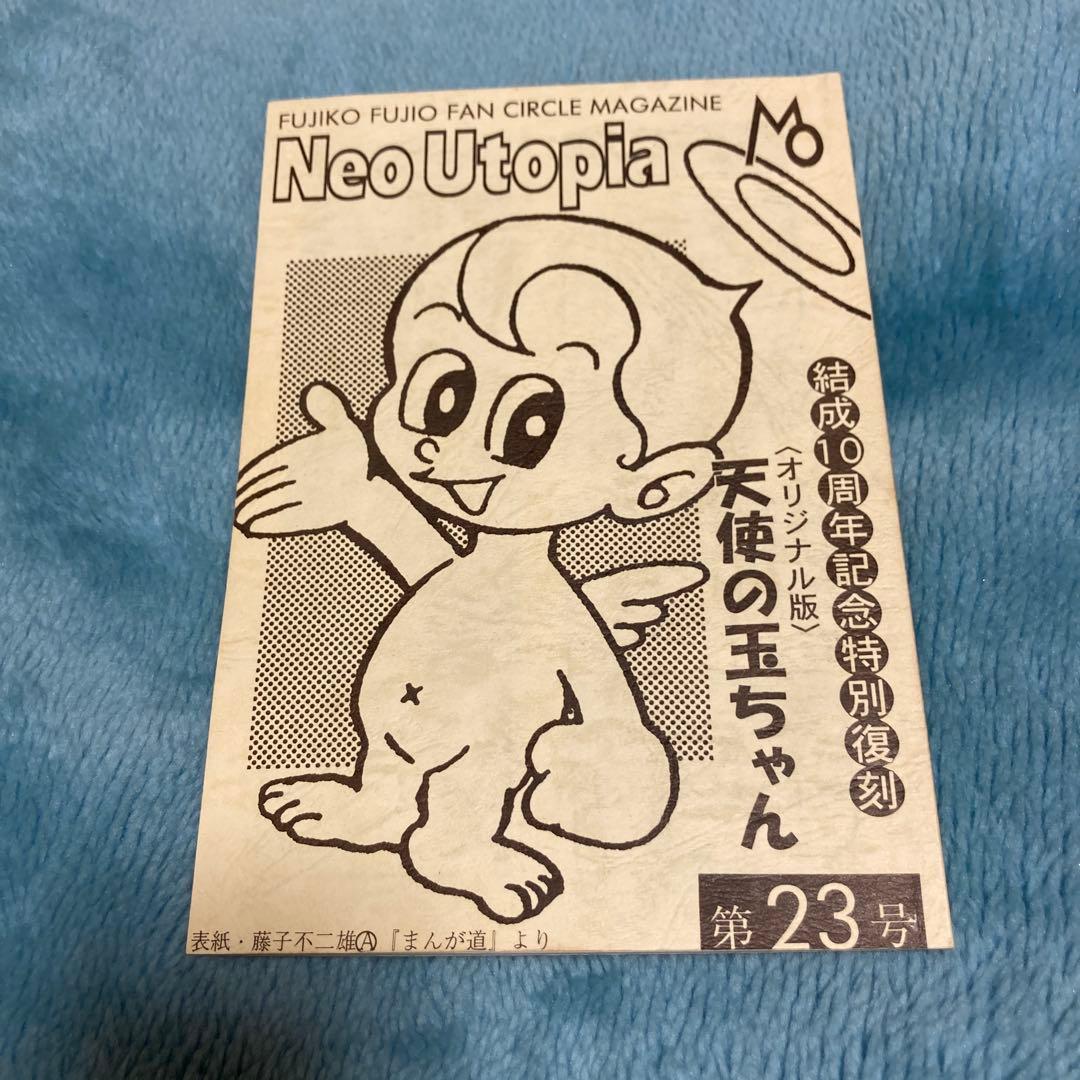 FUJIKO FUJIO FAN CIRCLE MAGAZINE
Neo Utopia
結成10周年記念特別復刻
〈オリジナル版〉
天使の玉ちゃん
第23号
表紙・藤子不二雄Ⓐ『まんが道』より